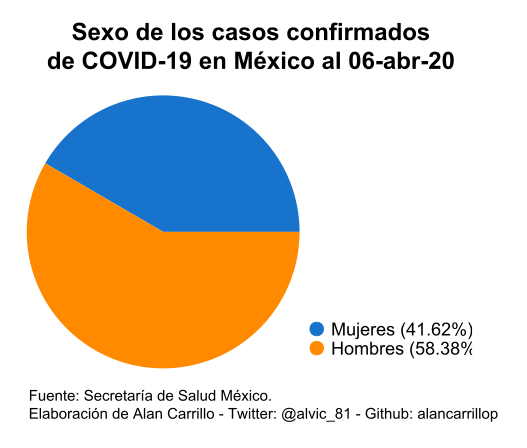 Sexo de los casos confirmados
de COVID-19 en México al 06-abr-20
Mujeres (41.62%)
Hombres (58.38%
Fuente: Secretaría de Salud México.
Elaboración de Alan Carrillo - Twitter: @alvic_81 - Github: alancarrillop